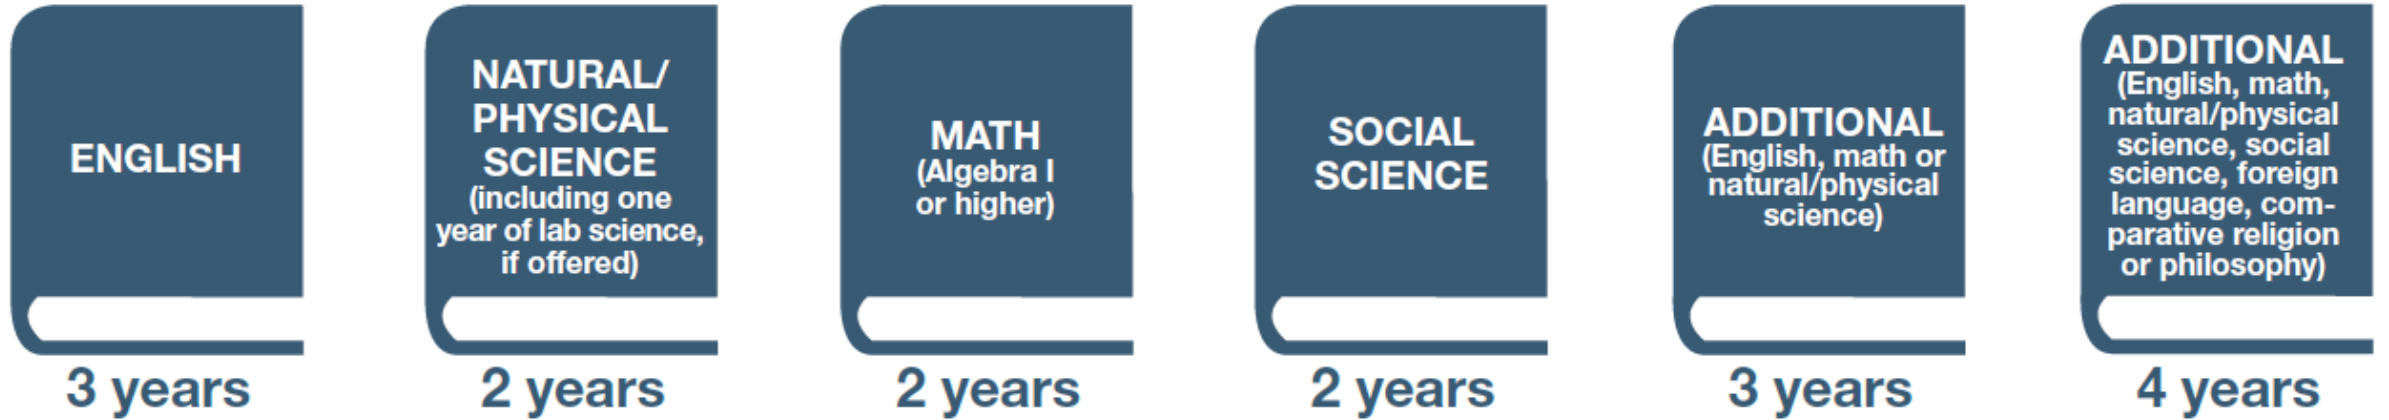 ENGLISH
3 years
NATURAL/
PHYSICAL
SCIENCE
(including one
year of lab science,
if offered)
2 years
MATH
(Algebra I
or higher)
2 years
SOCIAL
SCIENCE
2 years
ADDITIONAL
(English, math or
natural/physical
science)
3 years
ADDITIONAL
(English, math,
natural/physical
science, social
science, foreign
language, com-
parative religion
or philosophy)
4 years